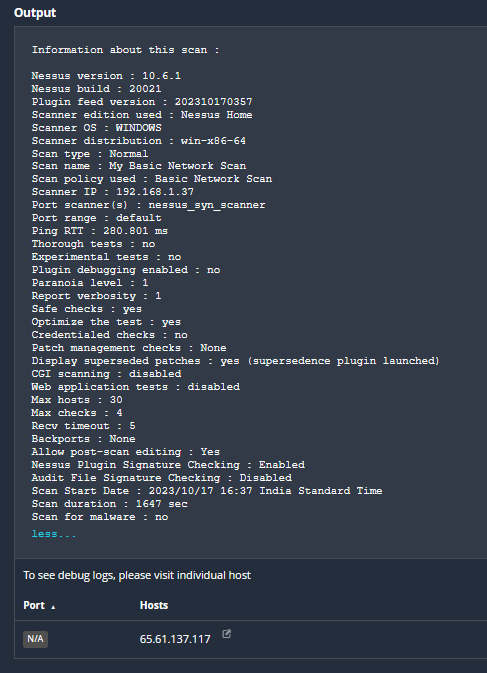 Output
Information about this scan :
Nessus version : 10.6.1
Nessus build : 20021
Plugin feed version : 202310170357
Scanner edition used : Nessus Home
Scanner OS : WINDOWS
Scanner distribution : win-x86-64
Scan type : Normal
Scan name : My Basic Network Scan
Scan policy used : Basic Network Scan
Scanner IP : 192.168.1.37
Port scanner(s) : nessus_syn_scanner
Port range : default
Ping RTT : 280.801 ms
Thorough tests : no
Experimental tests : no
Plugin debugging enabled : no
Paranoia level : 1
Report verbosity : 1
Safe checks : yes
Optimize the test : yes
Credentialed checks : no
Patch management checks : None
Display superseded patches : yes (supersedence plugin launched)
CGI scanning : disabled
Web application tests : disabled
Max hosts : 30
Max checks : 4
Recv timeout : 5
Backports : None
Allow post-scan editing : Yes
Nessus Plugin Signature Checking : Enabled
Audit File Signature Checking : Disabled
Scan Start Date : 2023/10/17 16:37 India Standard Time
Scan duration : 1647 sec
Scan for malware : no
less...
To see debug logs, please visit individual host
Port ▲ Hosts
N/A 65.61.137.117